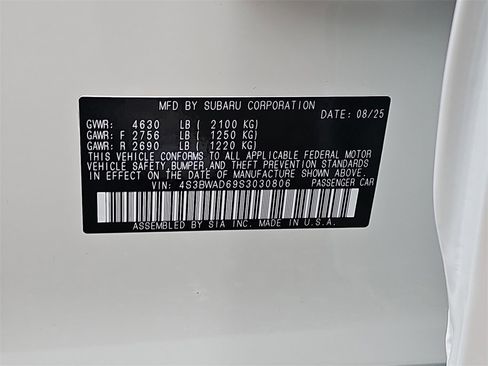 MFD BY SUBARU CORPORATION
DATE: 08/25
GVWR: 4630 LB ( 2100 KG)
GAWR: F 2756 LB ( 1250 KG)
GAWR: R 2690 LB ( 1220 KG)
THIS VEHICLE CONFORMS TO ALL APPLICABLE FEDERAL MOTOR
VEHICLE SAFETY,BUMPER,AND THEFT PREVENTION STANDARDS
IN EFFECT ON THE DATE OF MANUFACTURE SHOWN ABOVE.
VIN: 4S3BWAD69S3030806 PASSENGER CAR
ASSEMBLED BY SIA INC. MADE IN U.S.A.